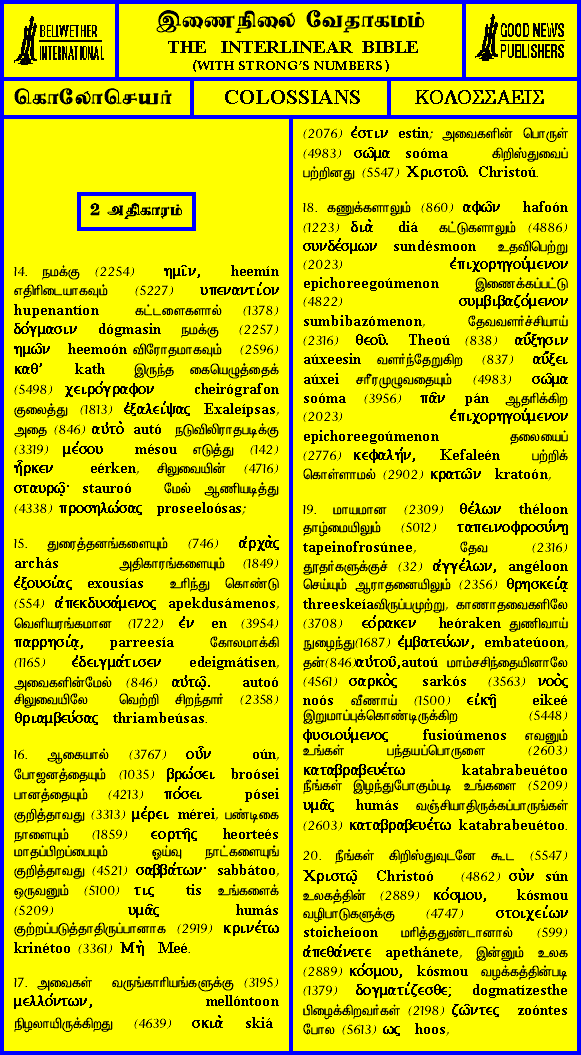 BELIWETHER
INTERNATIONAL
இணைநிலை வேதாகமம்
THE INTERLINEAR BIBLE
(WITH STRONG'S NUMBERS)
GOOD NEWS
PUBLISHERS
கொலோசெயர்
COLOSSIANS
ΚΟΛΟΣΣΑΕΙΣ
2 அதிகாரம்
14. நமக்கு (2254) ημῖν, heemín
எதிரிடையாகவும் (5227) υπεναντίον
hupenantíon கட்டளைகளால் (1378)
δόγμασιν dógmasin நமக்கு (2257)
ημῶν heemoón விரோதமாகவும் (2596)
καθ' kath இருந்த கையெழுத்தைக்
(5498) χειρόγραφον cheirógrafon
குலைத்து (1813) ἐξαλείψας Exaleípsas,
அதை (846) αὐτὸ autó நடுவிலிராதபடிக்கு
(3319) μέσου mésou எடுத்து (142)
ἦρκεν eérken, சிலுவையின் (4716)
σταυρῷ· stauroó மேல் ஆணியடித்து
(4338) προσηλώσας proseeloósas;
15. துரைத்தனங்களையும் (746) ἀρχὰς
archás அதிகாரங்களையும் (1849)
ἐξουσίας exousías உரிந்து கொண்டு
(554) ἀπεκδυσάμενος apekdusámenos,
வெளியரங்கமான (1722) ἐν en (3954)
παρρησίᾳ, parreesía கோலமாக்கி
(1165) ἐδειγμάτισεν edeigmátisen,
அவைகளின்மேல் (846) αὐτῷ. autoó
சிலுவையிலே வெற்றி சிறந்தார் (2358)
θριαμβεύσας thriambeúsas.
16. ஆகையால் (3767) οὖν oún,
போஜனத்தையும் (1035) βρώσει broósei
பானத்தையும் (4213) πόσει pósei
குறித்தாவது (3313) μέρει mérei, பண்டிகை
நாளையும் (1859) εορτῆς heorteés
மாதப்பிறப்பையும் ஓய்வு நாட்களையுங்
குறித்தாவது (4521) σαββάτων· sabbátoo,
ஒருவனும் (5100) τις tis உங்களைக்
(5209) υμᾶς humás
குற்றப்படுத்தாதிருப்பானாக (2919) κρινέτω
krinétoo (3361) Μὴ Meé.
17. அவைகள் வருங்காரியங்களுக்கு (3195)
μελλόντων, mellóntoon
நிழலாயிருக்கிறது (4639) σκιὰ skiá
(2076) ἐστιν estin; அவைகளின் பொருள்
(4983) σῶμα soóma கிறிஸ்துவைப்
பற்றினது (5547) Χριστοῦ. Christoú.
18. கணுக்களாலும் (860) αφῶν hafoón
(1223) διὰ diá கட்டுகளாலும் (4886)
συνδέσμων sundésmoon உதவிபெற்று
(2023) ἐπιχορηγούμενον
epichoreegoúmenon இணைக்கப்பட்டு
(4822) συμβιβαζόμενον
sumbibazómenon, தேவவளர்ச்சியாய்
(2316) θεοῦ. Theoú (838) αὔξησιν
aúxeesin வளர்ந்தேறுகிற (837) αὔξει
aúxei சரீரமுழுவதையும் (4983) σῶμα
soóma (3956) πᾶν pán ஆதரிக்கிற
(2023) ἐπιχορηγούμενον
epichoreegoúmenon தலையைப்
(2776) κεφαλήν, Kefaleén பற்றிக்
கொள்ளாமல் (2902) κρατῶν kratoón,
19. மாயமான (2309) θέλων théloon
தாழ்மையிலும் (5012) ταπεινοφροσύνῃ
tapeinofrosúnee, தேவ (2316)
தூதர்களுக்குச் (32) ἀγγέλων, angéloon
செய்யும் ஆராதனையிலும் (2356) θρησκείᾳ
threeskeíaவிருப்பமுற்று, காணாதவைகளிலே
(3708) εόρακεν heóraken துணிவாய்
நுழைந்து(1687) ἐμβατεύων, embateúoon,
தன்(846)αὐτοῦ,autoú மாம்சசிந்தையினாலே
(4561) σαρκὸς sarkós (3563) νοὸς
noós வீணாய் (1500) εἰκῇ eikeé
இறுமாப்புக்கொண்டிருக்கிற (5448)
φυσιούμενος fusioúmenos எவனும்
உங்கள் பந்தயப்பொருளை (2603)
καταβραβευέτω katabrabeuétoo
நீங்கள் இழந்துபோகும்படி உங்களை (5209)
υμᾶς humás வஞ்சியாதிருக்கப்பாருங்கள்
(2603) καταβραβευέτω katabrabeuétoo.
20. நீங்கள் கிறிஸ்துவுடனே கூட (5547)
Χριστῷ Christoó (4862) σὺν sún
உலகத்தின் (2889) κόσμου, kósmou
வழிபாடுகளுக்கு (4747) στοιχείων
stoicheíoon மரித்ததுண்டானால் (599)
ἀπεθάνετε apethánete, இன்னும் உலக
(2889) κόσμου, kósmou வழக்கத்தின்படி
(1379) δογματίζεσθε; dogmatízesthe
பிழைக்கிறவர்கள் (2198) ζῶντες zoóntes
போல (5613) ως hoos,